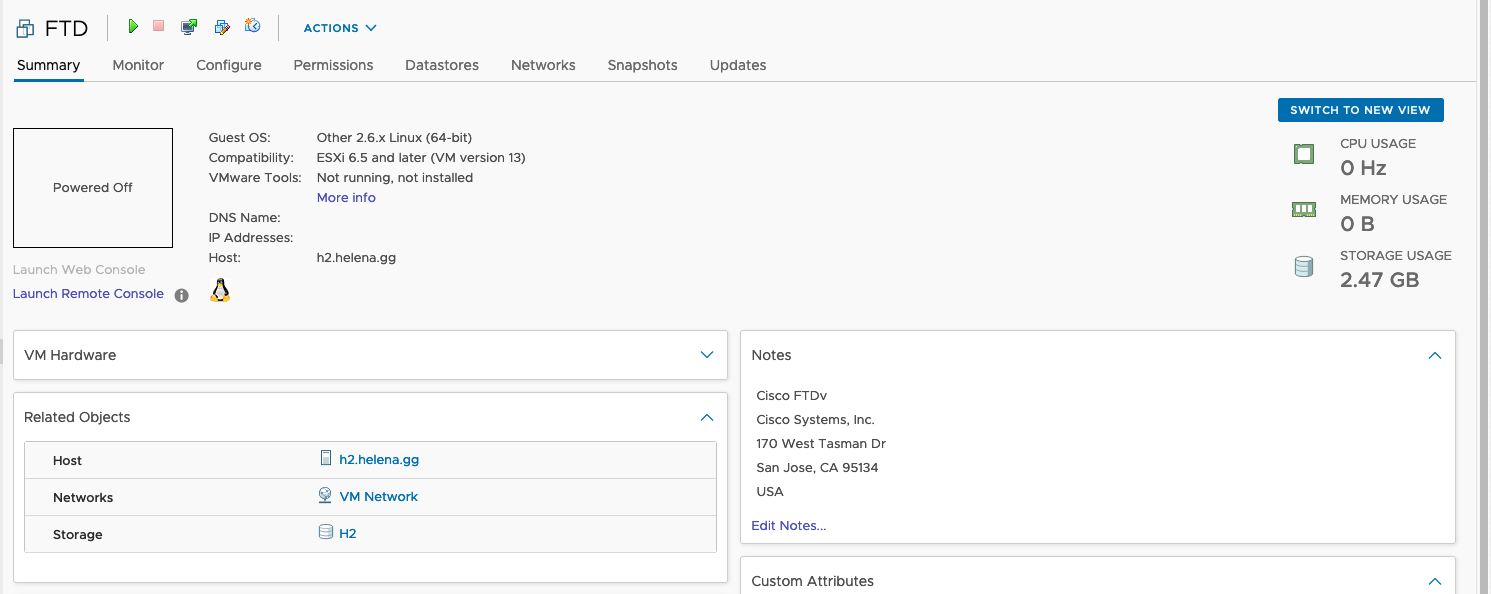 FTD
ACTIONS
Summary Monitor Configure Permissions Datastores Networks Snapshots Updates
SWITCH TO NEW VIEW
Powered Off
Launch Web Console
Launch Remote Console
Guest OS: Other 2.6.x Linux (64-bit)
Compatibility: ESXi 6.5 and later (VM version 13)
VMware Tools: Not running, not installed
More info
DNS Name:
IP Addresses:
Host: h2.helena.gg
CPU USAGE
0 Hz
MEMORY USAGE
0 B
STORAGE USAGE
2.47 GB
VM Hardware
Related Objects
Host h2.helena.gg
Networks VM Network
Storage H2
Notes
Cisco FTDv
Cisco Systems, Inc.
170 West Tasman Dr
San Jose, CA 95134
USA
Edit Notes...
Custom Attributes